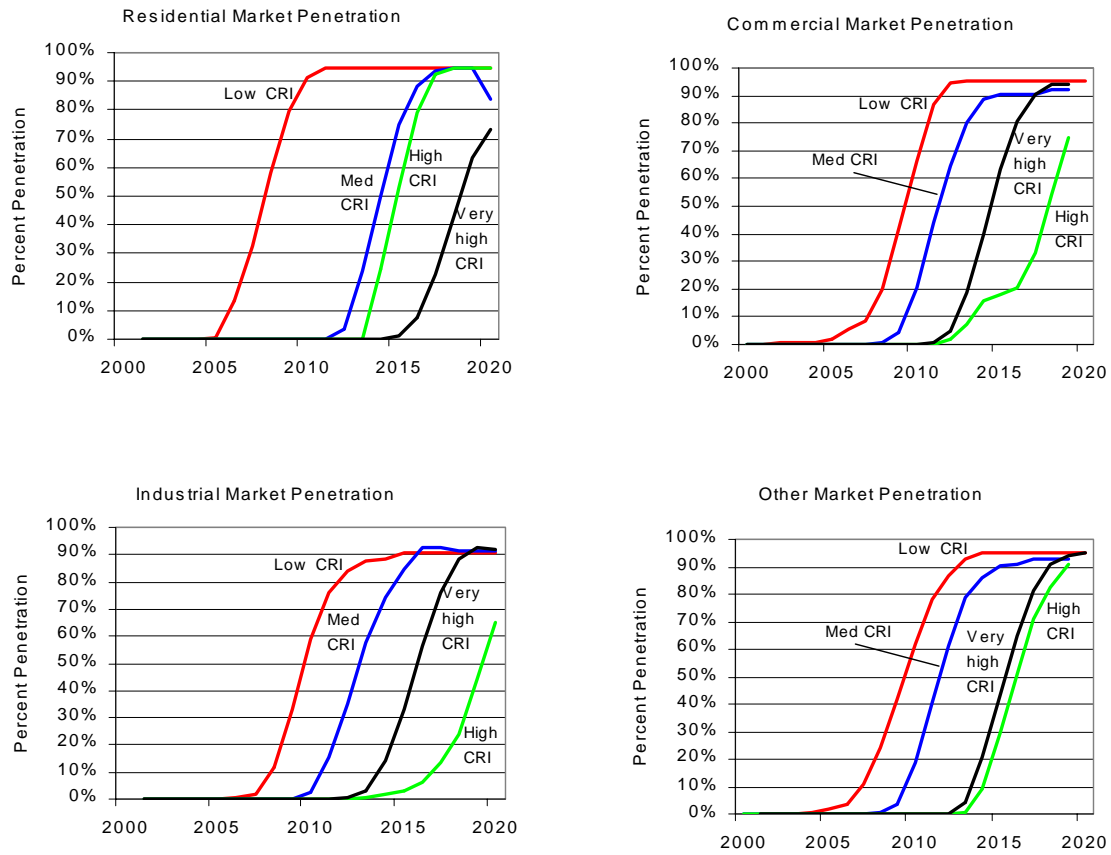 Residential Market Penetration
Percent Penetration
100%
90%
80%
70%
60%
50%
40%
30%
20%
10%
0%
Low CRI
Med
CRI
High
CRI
Very
high
CRI
2000 2005 2010 2015 2020
Commercial Market Penetration
Percent Penetration
100%
90%
80%
70%
60%
50%
40%
30%
20%
10%
0%
Low CRI
Med CRI
Very
high
CRI
High
CRI
2000 2005 2010 2015 2020
Industrial Market Penetration
Percent Penetration
100%
90%
80%
70%
60%
50%
40%
30%
20%
10%
0%
Low CRI
Med
CRI
Very
high
CRI
High
CRI
2000 2005 2010 2015 2020
Other Market Penetration
Percent Penetration
100%
90%
80%
70%
60%
50%
40%
30%
20%
10%
0%
Low CRI
Med CRI
Very
high
CRI
High
CRI
2000 2005 2010 2015 2020